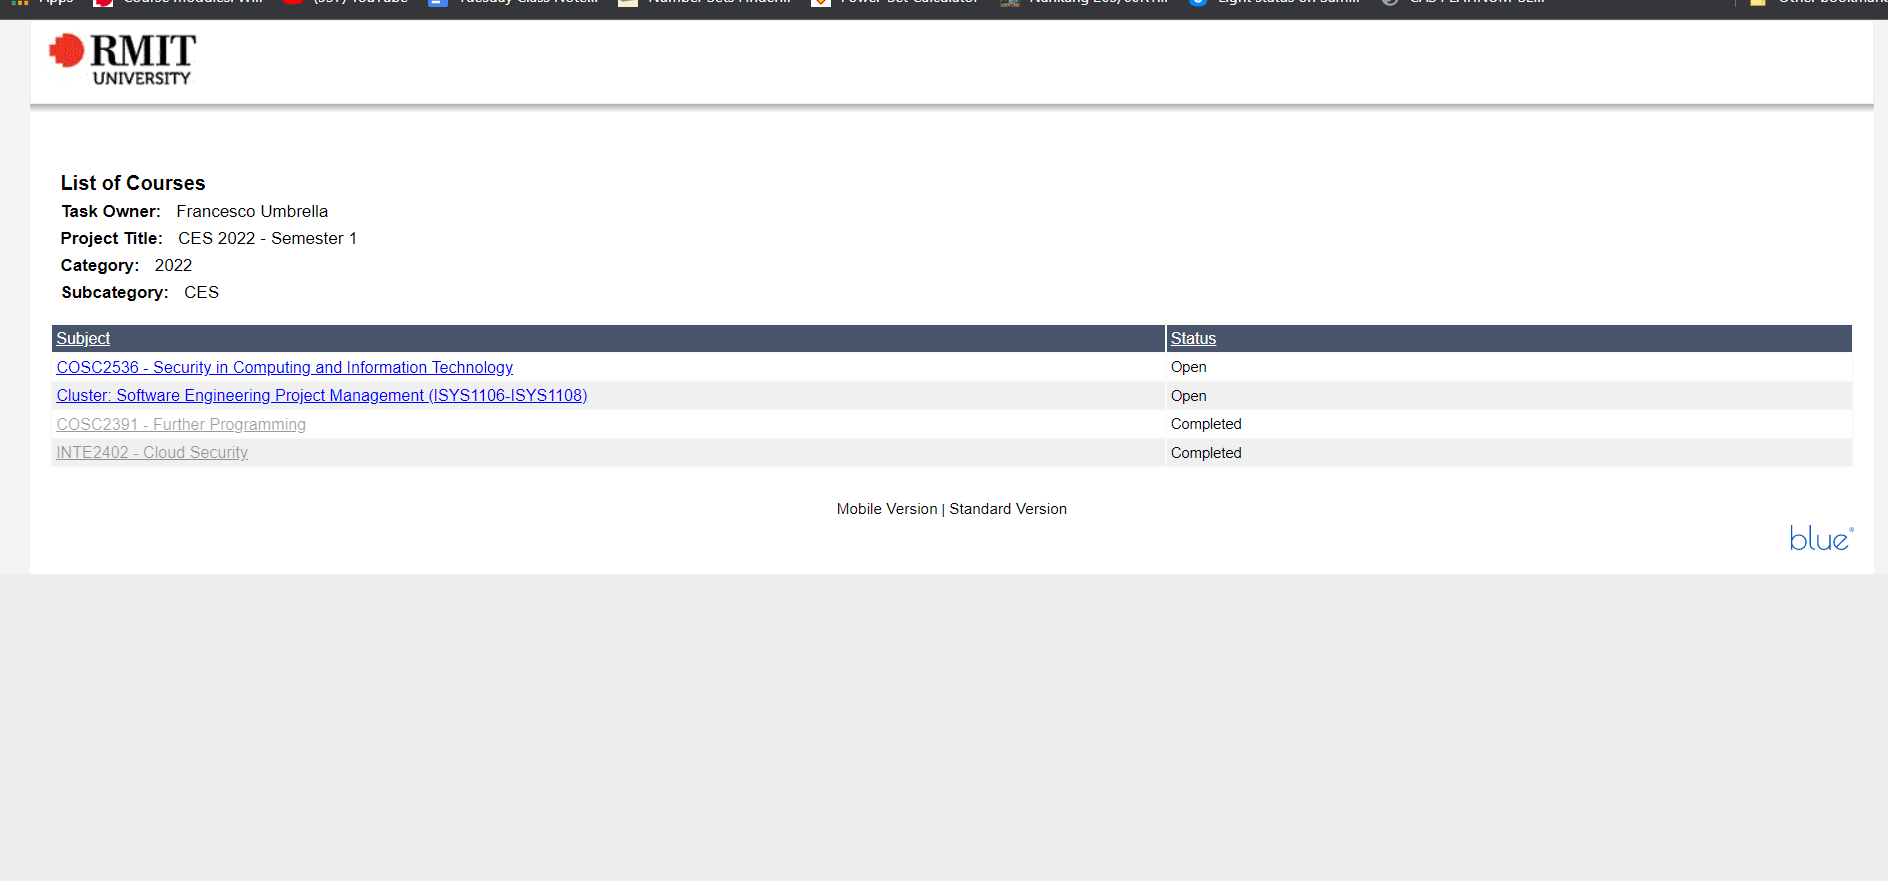 RMIT
UNIVERSITY
List of Courses
Task Owner: Francesco Umbrella
Project Title: CES 2022 - Semester 1
Category: 2022
Subcategory: CES
Subject Status
COSC2536 - Security in Computing and Information Technology Open
Cluster: Software Engineering Project Management (ISYS1106-ISYS1108) Open
COSC2391 - Further Programming Completed
INTE2402 - Cloud Security Completed
Mobile Version | Standard Version
blue®